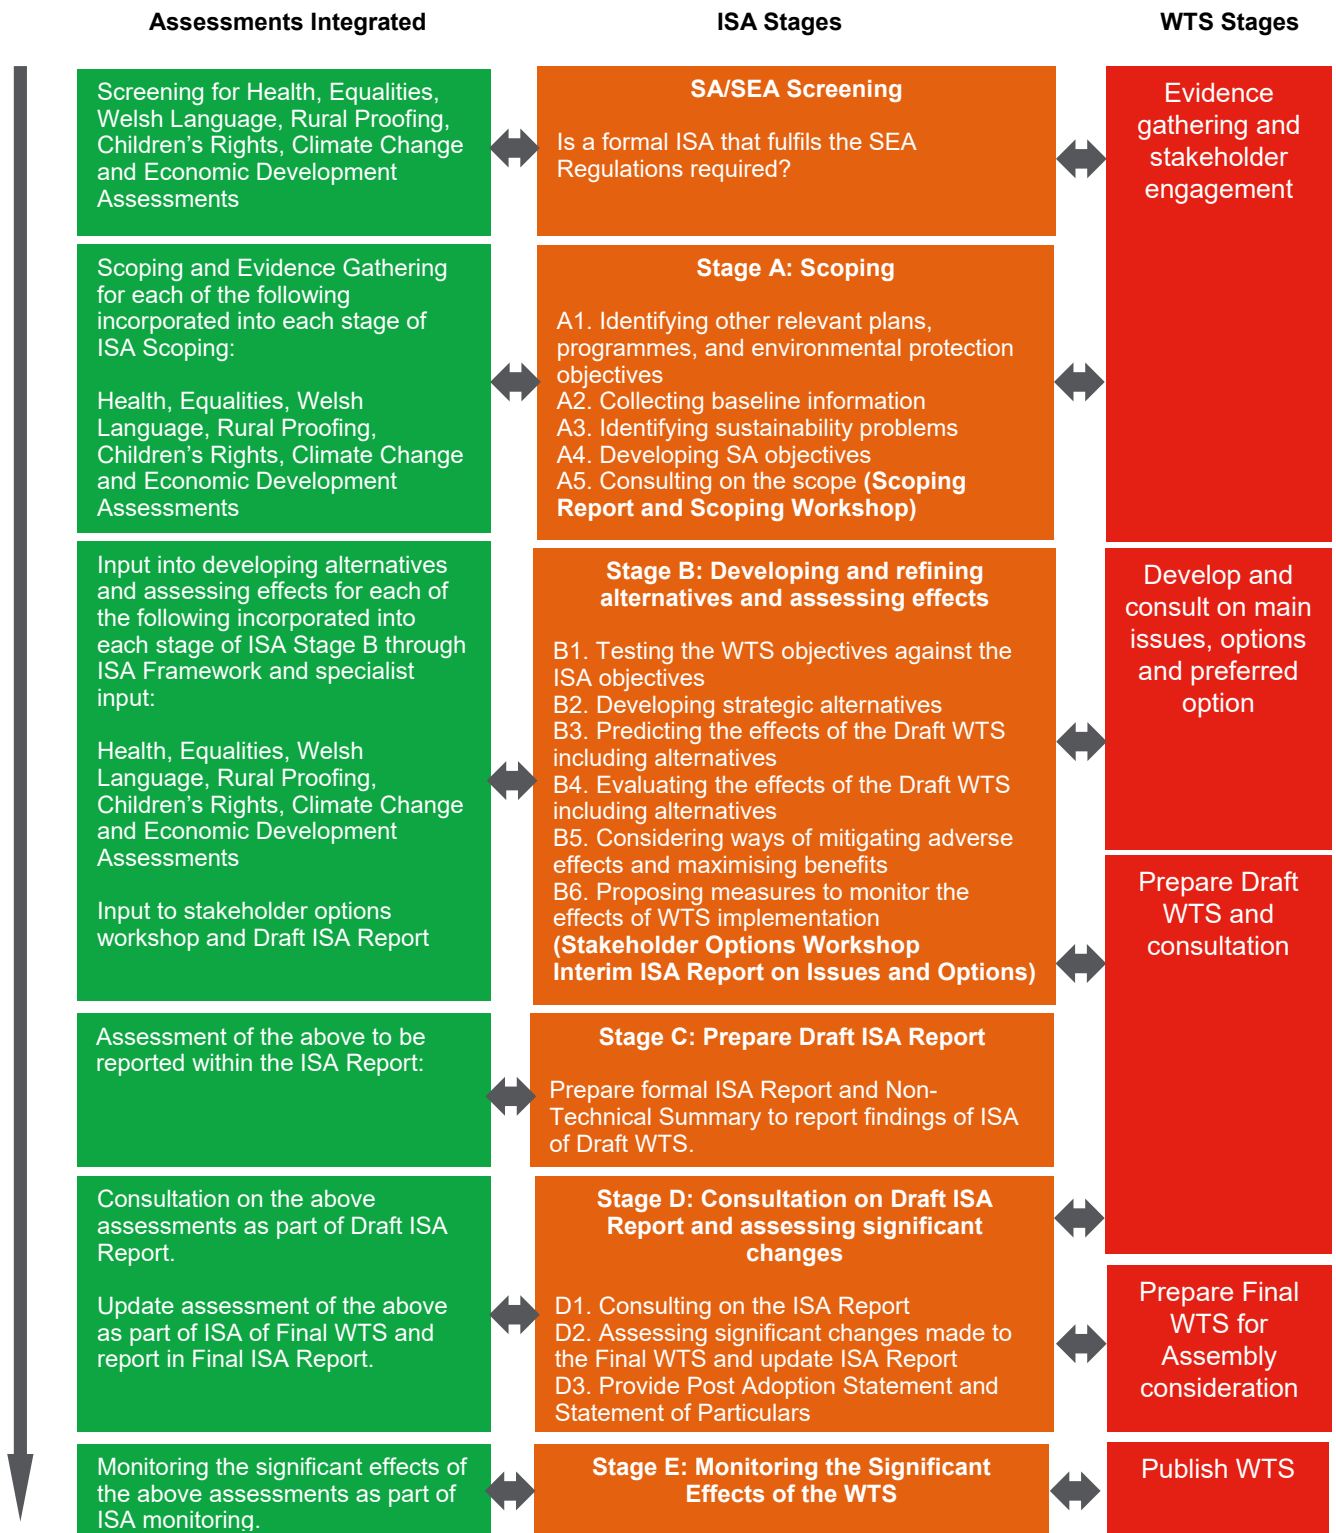 Assessments Integrated
ISA Stages
WTS Stages
Screening for Health, Equalities,
Welsh Language, Rural Proofing,
Children’s Rights, Climate Change
and Economic Development
Assessments
SA/SEA Screening
Is a formal ISA that fulfils the SEA
Regulations required?
Evidence
gathering and
stakeholder
engagement
Scoping and Evidence Gathering
for each of the following
incorporated into each stage of
ISA Scoping:
Health, Equalities, Welsh
Language, Rural Proofing,
Children’s Rights, Climate Change
and Economic Development
Assessments
Stage A: Scoping
A1. Identifying other relevant plans,
programmes, and environmental protection
objectives
A2. Collecting baseline information
A3. Identifying sustainability problems
A4. Developing SA objectives
A5. Consulting on the scope (Scoping
Report and Scoping Workshop)
Input into developing alternatives
and assessing effects for each of
the following incorporated into
each stage of ISA Stage B through
ISA Framework and specialist
input:
Health, Equalities, Welsh
Language, Rural Proofing,
Children’s Rights, Climate Change
and Economic Development
Assessments
Input to stakeholder options
workshop and Draft ISA Report
Stage B: Developing and refining
alternatives and assessing effects
B1. Testing the WTS objectives against the
ISA objectives
B2. Developing strategic alternatives
B3. Predicting the effects of the Draft WTS
including alternatives
B4. Evaluating the effects of the Draft WTS
including alternatives
B5. Considering ways of mitigating adverse
effects and maximising benefits
B6. Proposing measures to monitor the
effects of WTS implementation
(Stakeholder Options Workshop
Interim ISA Report on Issues and Options)
Develop and
consult on main
issues, options
and preferred
option
Prepare Draft
WTS and
consultation
Assessment of the above to be
reported within the ISA Report:
Stage C: Prepare Draft ISA Report
Prepare formal ISA Report and Non-
Technical Summary to report findings of ISA
of Draft WTS.
Consultation on the above
assessments as part of Draft ISA
Report.
Update assessment of the above
as part of ISA of Final WTS and
report in Final ISA Report.
Stage D: Consultation on Draft ISA
Report and assessing significant
changes
D1. Consulting on the ISA Report
D2. Assessing significant changes made to
the Final WTS and update ISA Report
D3. Provide Post Adoption Statement and
Statement of Particulars
Prepare Final
WTS for
Assembly
consideration
Monitoring the significant effects of
the above assessments as part of
ISA monitoring.
Stage E: Monitoring the Significant
Effects of the WTS
Publish WTS